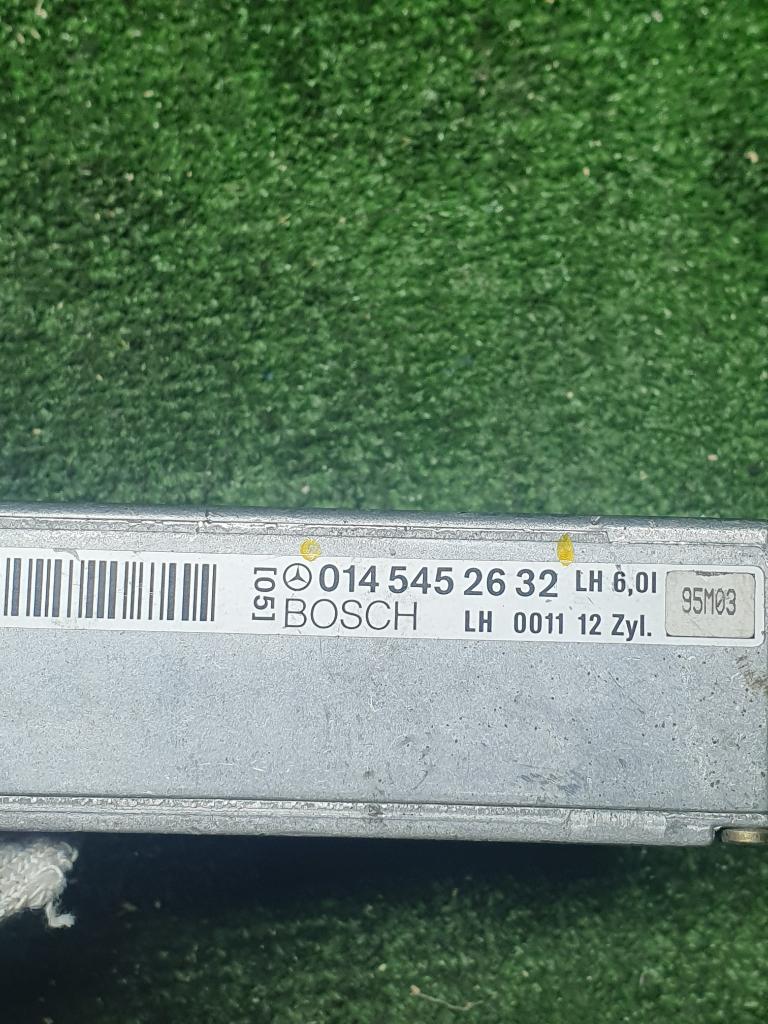 [05] 014 545 26 32 LH 6,0l 95M03
BOSCH LH 0011 12 Zyl.